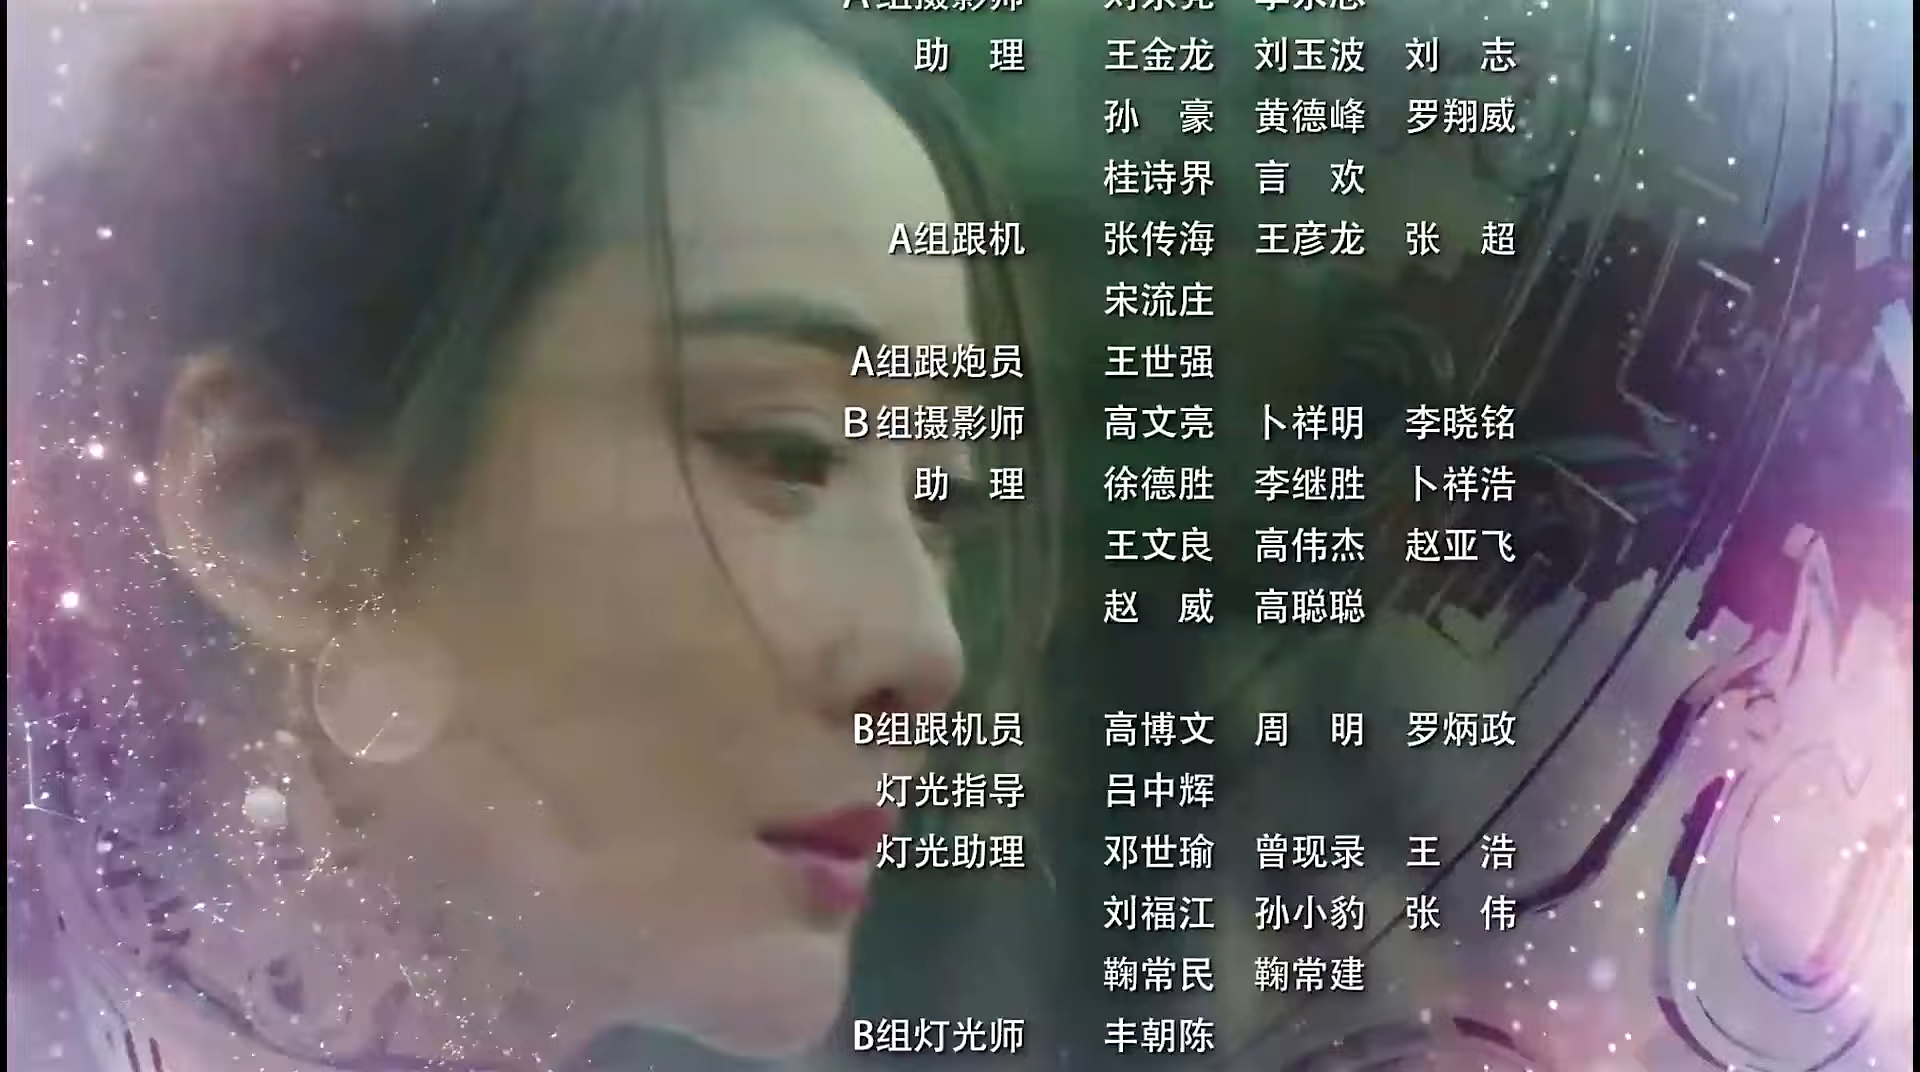 助　理　王金龙　刘玉波　刘　志
孙　豪　黄德峰　罗翔威
桂诗界　言　欢
A组跟机　张传海　王彦龙　张　超
宋流庄
A组跟炮员　王世强
B组摄影师　高文亮　卜祥明　李晓铭
助　理　徐德胜　李继胜　卜祥浩
王文良　高伟杰　赵亚飞
赵　威　高聪聪
B组跟机员　高博文　周　明　罗炳政
灯光指导　吕中辉
灯光助理　邓世瑜　曾现录　王　浩
刘福江　孙小豹　张　伟
鞠常民　鞠常建
B组灯光师　丰朝陈